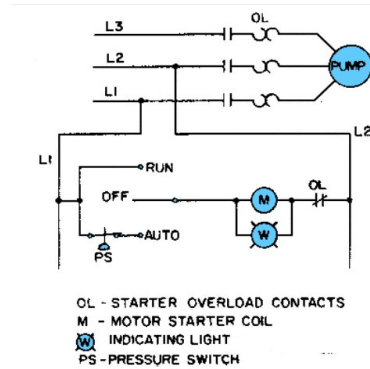 OL
L3
L2
PUMP
L1
L1
L2
RUN
OFF
M
OL
W
AUTO
PS
OL - STARTER OVERLOAD CONTACTS
M - MOTOR STARTER COIL
W INDICATING LIGHT
PS-PRESSURE SWITCH